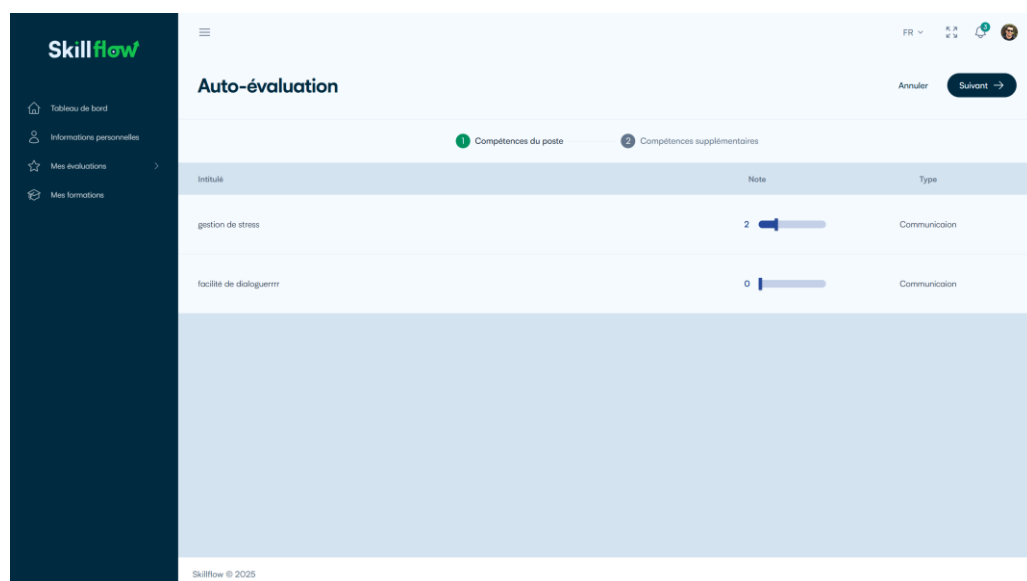 Skillflow
FR
3
Auto-évaluation
Annuler
Suivant →
Tableau de bord
Informations personnelles
Mes évaluations
Mes formations
1 Compétences du poste
2 Compétences supplémentaires
Intitulé Note Type
gestion de stress 2 Communicaion
facilité de dialoguerrrr 0 Communicaion
Skillflow © 2025